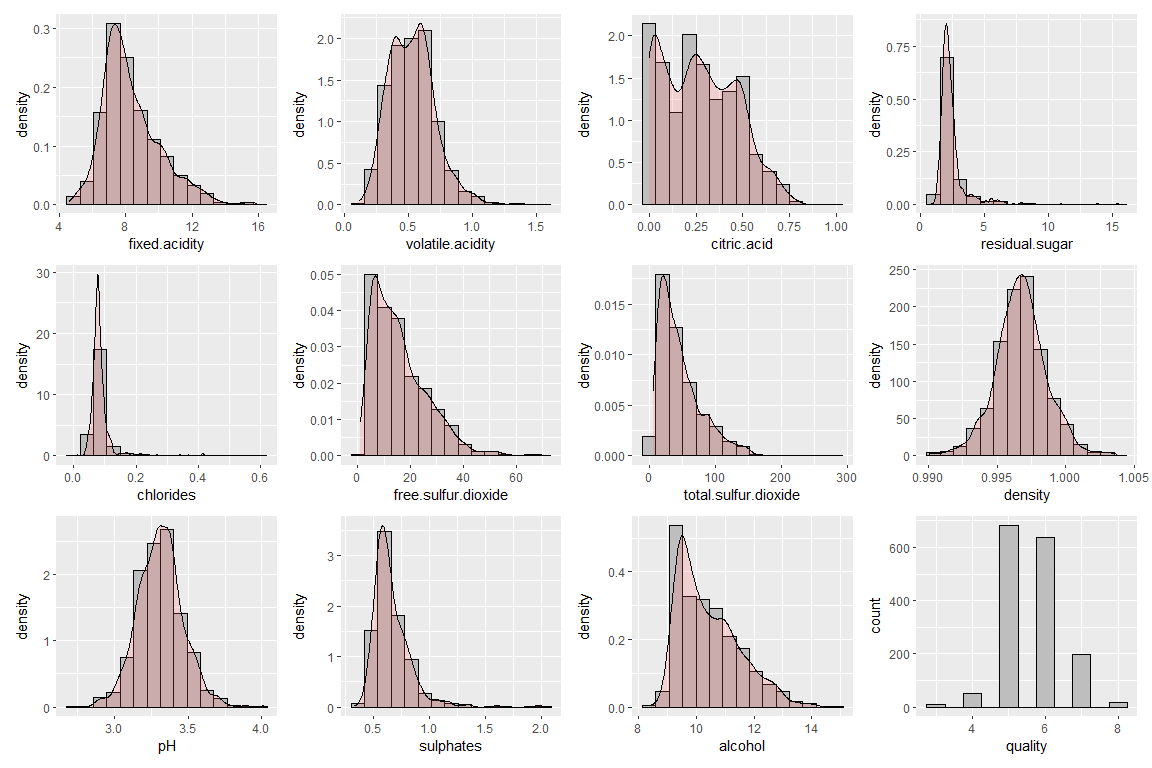 density
0.3
0.2
0.1
0.0
4 8 12 16
fixed.acidity
density
2.0
1.5
1.0
0.5
0.0
0.0 0.5 1.0 1.5
volatile.acidity
density
2.0
1.5
1.0
0.5
0.0
0.00 0.25 0.50 0.75 1.00
citric.acid
density
0.75
0.50
0.25
0.00
0 5 10 15
residual.sugar
density
30
20
10
0
0.0 0.2 0.4 0.6
chlorides
density
0.05
0.04
0.03
0.02
0.01
0.00
0 20 40 60
free.sulfur.dioxide
density
0.015
0.010
0.005
0.000
0 100 200 300
total.sulfur.dioxide
density
250
200
150
100
50
0
0.990 0.995 1.000 1.005
density
density
2
1
0
3.0 3.5 4.0
pH
density
3
2
1
0
0.5 1.0 1.5 2.0
sulphates
density
0.4
0.2
0.0
8 10 12 14
alcohol
count
600
400
200
0
4 6 8
quality